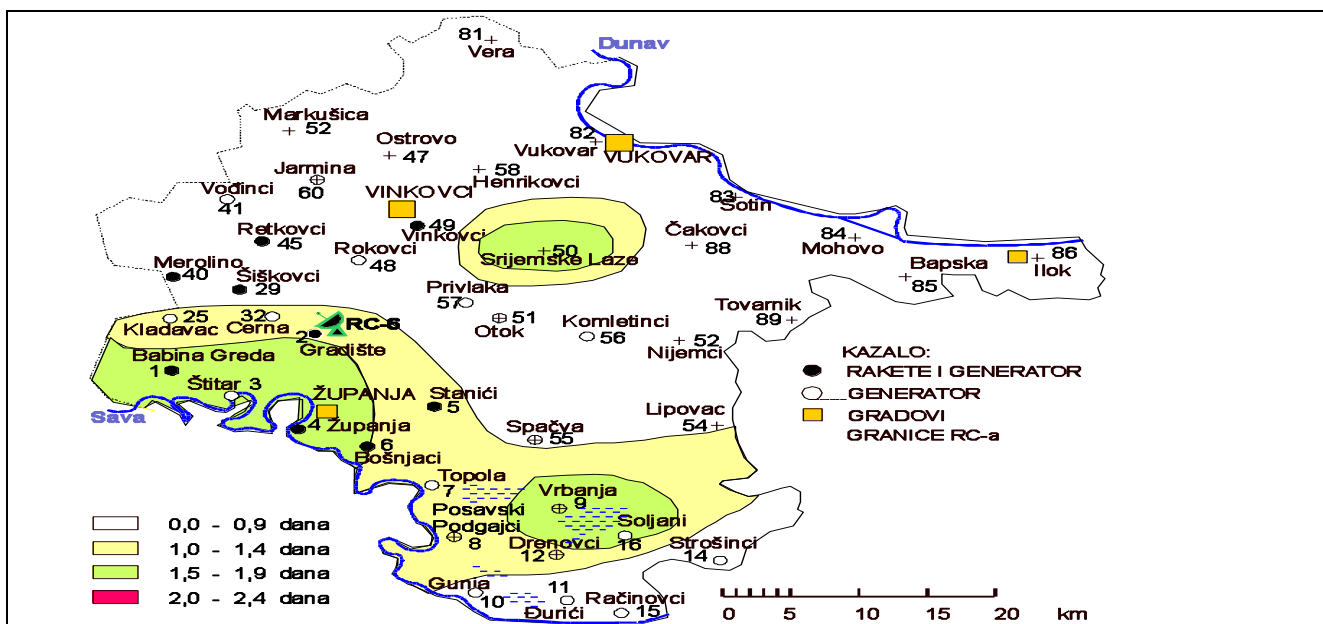 81
Vera
Dunav
Markušica
52
Ostrovo
47
82
Vukovar
VUKOVAR
Jarmina
60
58
Henrikovci
Vođinci
41
VINKOVCI
83
Sotin
49
Vinkovci
Retkovci
45
Rokovci
48
50
Srijemske Laze
Čakovci
88
84
Mohovo
86
Ilok
Bapska
85
Merolino
40
Šiškovci
29
Privlaka
57
51
Otok
Tovarnik
89
25
Kladavac
32
Cerna
RC-6
2
Gradište
Komletinci
56
52
Nijemci
KAZALO:
RAKETE I GENERATOR
GENERATOR
GRADOVI
GRANICE RC-a
Babina Greda
1
Štitar
3
ŽUPANJA
Stanići
5
Lipovac
54
Sava
4
Županja
6
Bošnjaci
Spačva
55
Topola
7
Vrbanja
9
Posavski
Podgajci
8
Soljani
16
Drenovci
12
Strošinci
14
0,0 - 0,9 dana
1,0 - 1,4 dana
1,5 - 1,9 dana
2,0 - 2,4 dana
Gunja
10
11
Đurići
Račinovci
15
0 5 10 15 20 km